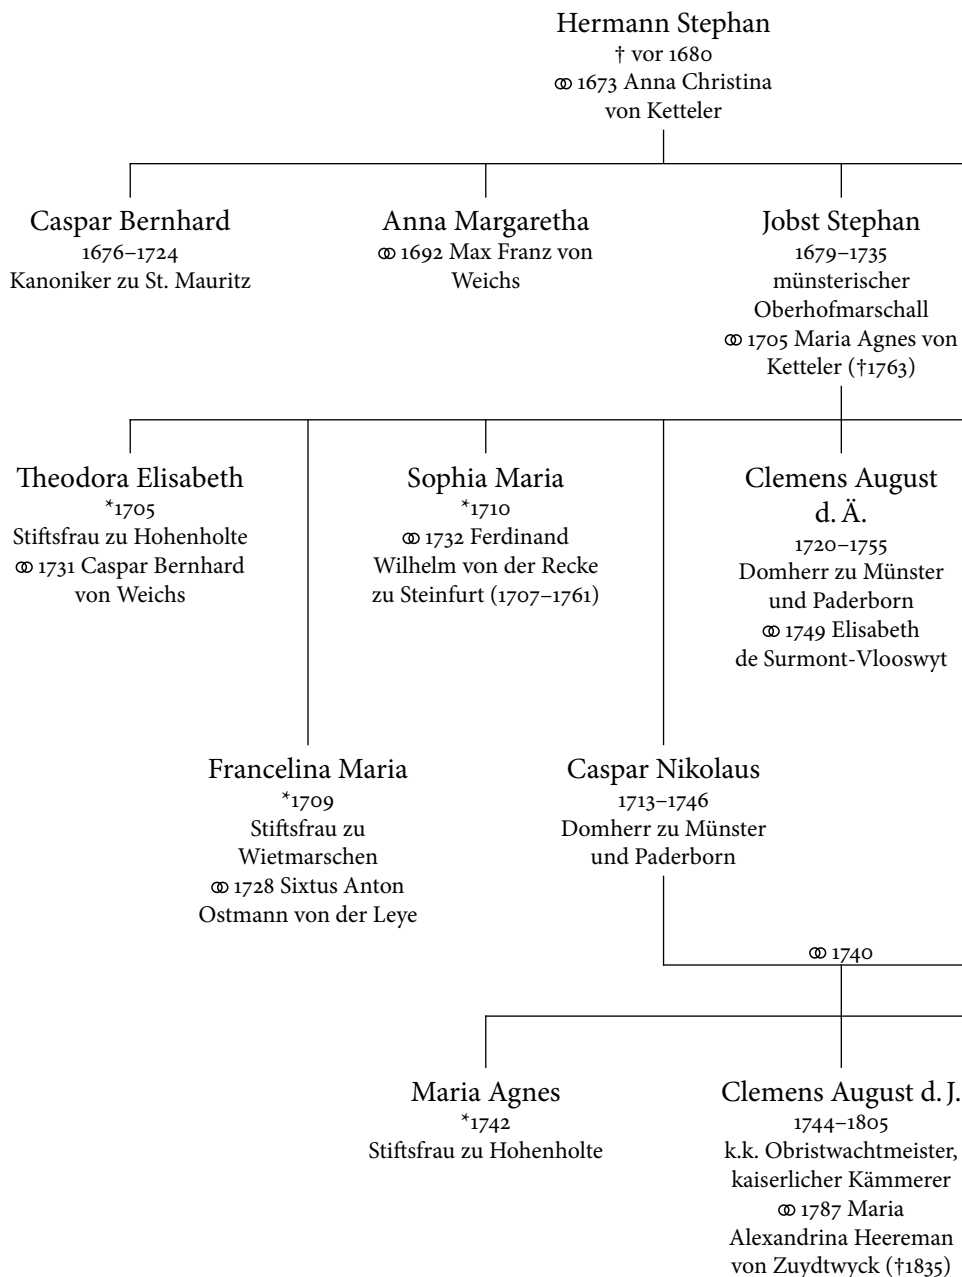 Hermann Stephan
† vor 1680
⚭ 1673 Anna Christina
von Ketteler
Caspar Bernhard
1676–1724
Kanoniker zu St. Mauritz
Anna Margaretha
⚭ 1692 Max Franz von
Weichs
Jobst Stephan
1679–1735
münsterischer
Oberhofmarschall
⚭ 1705 Maria Agnes von
Ketteler (†1763)
Theodora Elisabeth
*1705
Stiftsfrau zu Hohenholte
⚭ 1731 Caspar Bernhard
von Weichs
Sophia Maria
*1710
⚭ 1732 Ferdinand
Wilhelm von der Recke
zu Steinfurt (1707–1761)
Clemens August
d. Ä.
1720–1755
Domherr zu Münster
und Paderborn
⚭ 1749 Elisabeth
de Surmont-Vlooswyt
Francelina Maria
*1709
Stiftsfrau zu
Wietmarschen
⚭ 1728 Sixtus Anton
Ostmann von der Leye
Caspar Nikolaus
1713–1746
Domherr zu Münster
und Paderborn
⚭ 1740
Maria Agnes
*1742
Stiftsfrau zu Hohenholte
Clemens August d. J.
1744–1805
k.k. Obristwachtmeister,
kaiserlicher Kämmerer
⚭ 1787 Maria
Alexandrina Heereman
von Zuydtwyck (†1835)